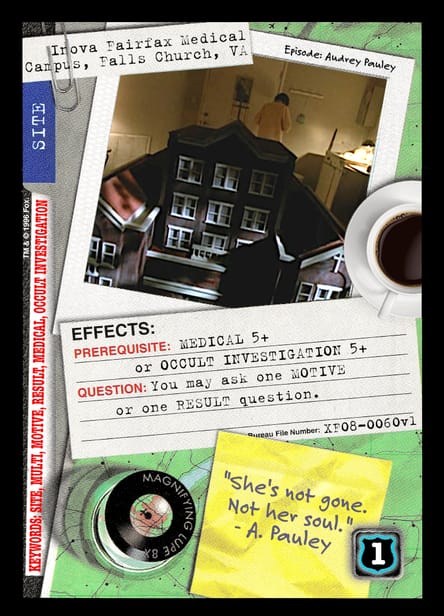 Inova Fairfax Medical
Campus, Falls Church, VA
Episode: Audrey Pauley
SITE
TM & © 1996 Fox.
KEYWORDS: SITE, MULTI, MOTIVE, RESULT, MEDICAL, OCCULT INVESTIGATION
EFFECTS:
PREREQUISITE: MEDICAL 5+
or OCCULT INVESTIGATION 5+
QUESTION: You may ask one MOTIVE
or one RESULT question.
Bureau File Number: XF08-0060v1
MAGNIFYING LUPE 8X
"She's not gone.
Not her soul."
- A. Pauley
1